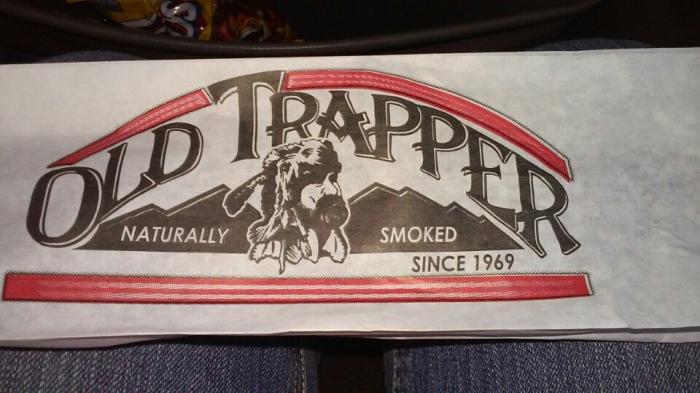 OLD TRAPPER
NATURALLY SMOKED
SINCE 1969